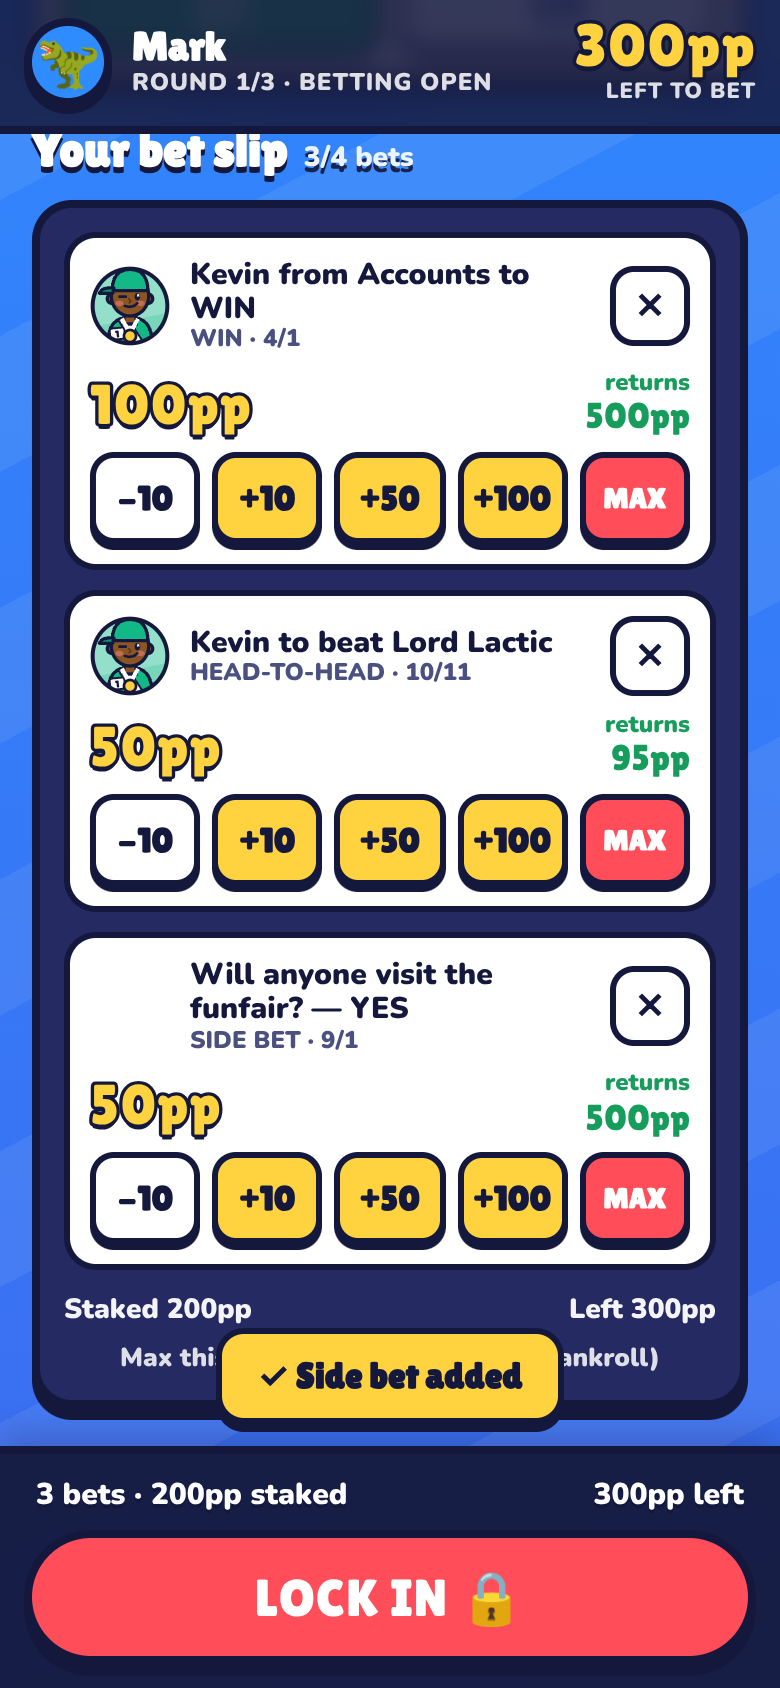 Mark
ROUND 1/3 · BETTING OPEN
300pp
LEFT TO BET
Your bet slip 3/4 bets
Kevin from Accounts to
WIN
WIN · 4/1
✕
100pp
returns
500pp
–10 +10 +50 +100 MAX
Kevin to beat Lord Lactic
HEAD-TO-HEAD · 10/11
✕
1
50pp
returns
95pp
–10 +10 +50 +100 MAX
Will anyone visit the
funfair? — YES
SIDE BET · 9/1
✕
50pp
returns
500pp
–10 +10 +50 +100 MAX
Staked 200pp Left 300pp
Max
✓ Side bet added
3 bets · 200pp staked 300pp left
LOCK IN 🔒